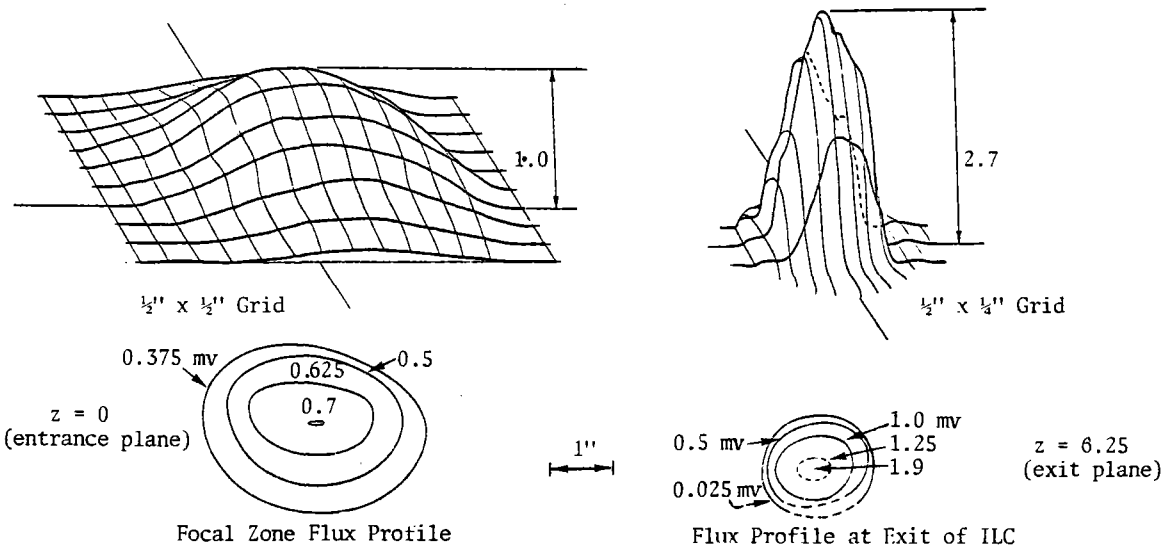 1.0
2.7
½" x ½" Grid
½" x ¼" Grid
0.375 mv
0.5
0.625
0.7
z = 0
(entrance plane)
1"
0.5 mv
1.0 mv
1.25
1.9
0.025 mv
z = 6.25
(exit plane)
Focal Zone Flux Profile
Flux Profile at Exit of ILC